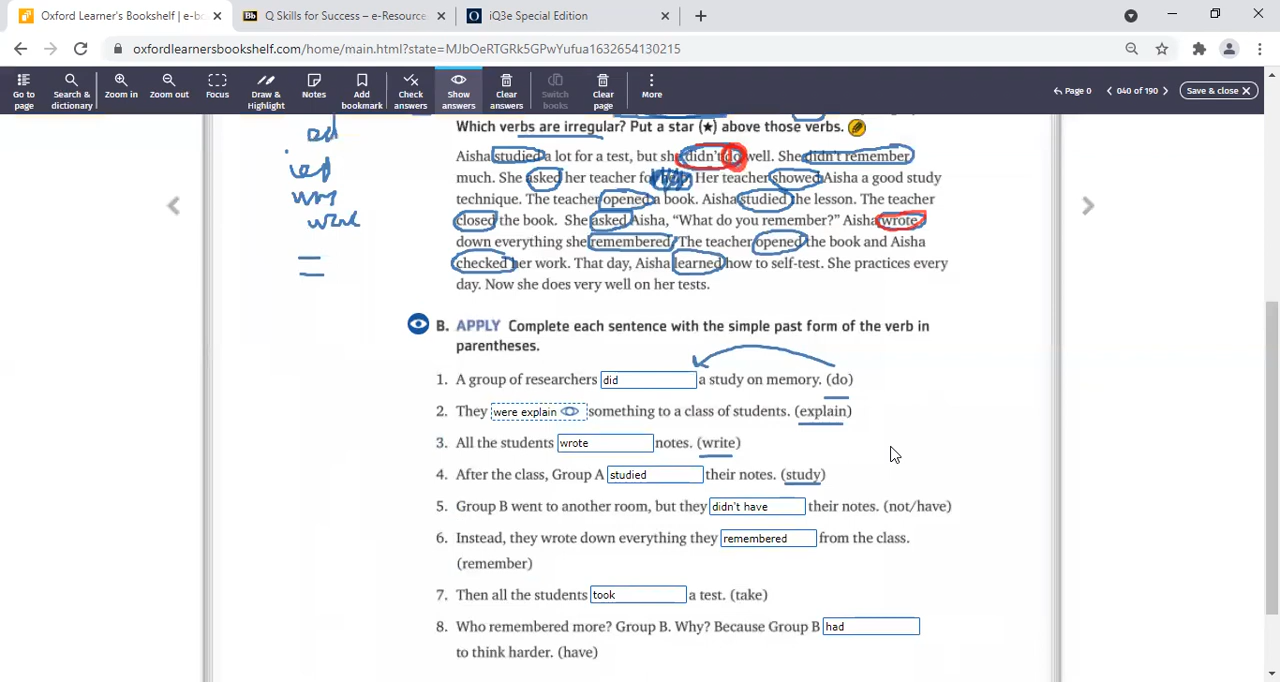 Oxford Learner's Bookshelf | e-b
Q Skills for Success – e-Resource
iQ3e Special Edition
oxfordlearnersbookshelf.com/home/main.html?state=MJbOeRTGRk5GPwYufua1632654130215
Go to page
Search & dictionary
Zoom in
Zoom out
Focus
Draw & Highlight
Notes
Add bookmark
Check answers
Show answers
Clear answers
Switch books
Clear page
More
Page 0
040 of 190
Save & close
ed
ied
was
were
Which verbs are irregular? Put a star (★) above those verbs.
Aisha studied a lot for a test, but she didn't do well. She didn't remember
much. She asked her teacher for help. Her teacher showed Aisha a good study
technique. The teacher opened a book. Aisha studied the lesson. The teacher
closed the book. She asked Aisha, “What do you remember?” Aisha wrote
down everything she remembered. The teacher opened the book and Aisha
checked her work. That day, Aisha learned how to self-test. She practices every
day. Now she does very well on her tests.
B. APPLY Complete each sentence with the simple past form of the verb in
parentheses.
1. A group of researchers did a study on memory. (do)
2. They were explain something to a class of students. (explain)
3. All the students wrote notes. (write)
4. After the class, Group A studied their notes. (study)
5. Group B went to another room, but they didn't have their notes. (not/have)
6. Instead, they wrote down everything they remembered from the class.
(remember)
7. Then all the students took a test. (take)
8. Who remembered more? Group B. Why? Because Group B had
to think harder. (have)